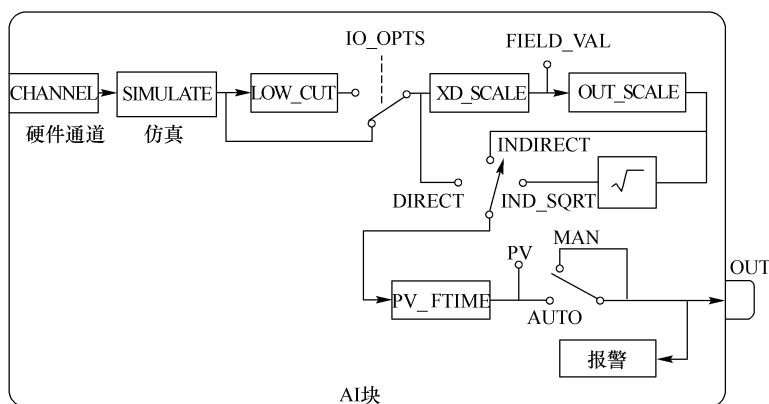 IO_OPTS
FIELD_VAL
CHANNEL
SIMULATE
LOW_CUT
XD_SCALE
OUT_SCALE
硬件通道
仿真
INDIRECT
DIRECT
IND_SQRT
√
PV
MAN
OUT
PV_FTIME
AUTO
报警
AI块